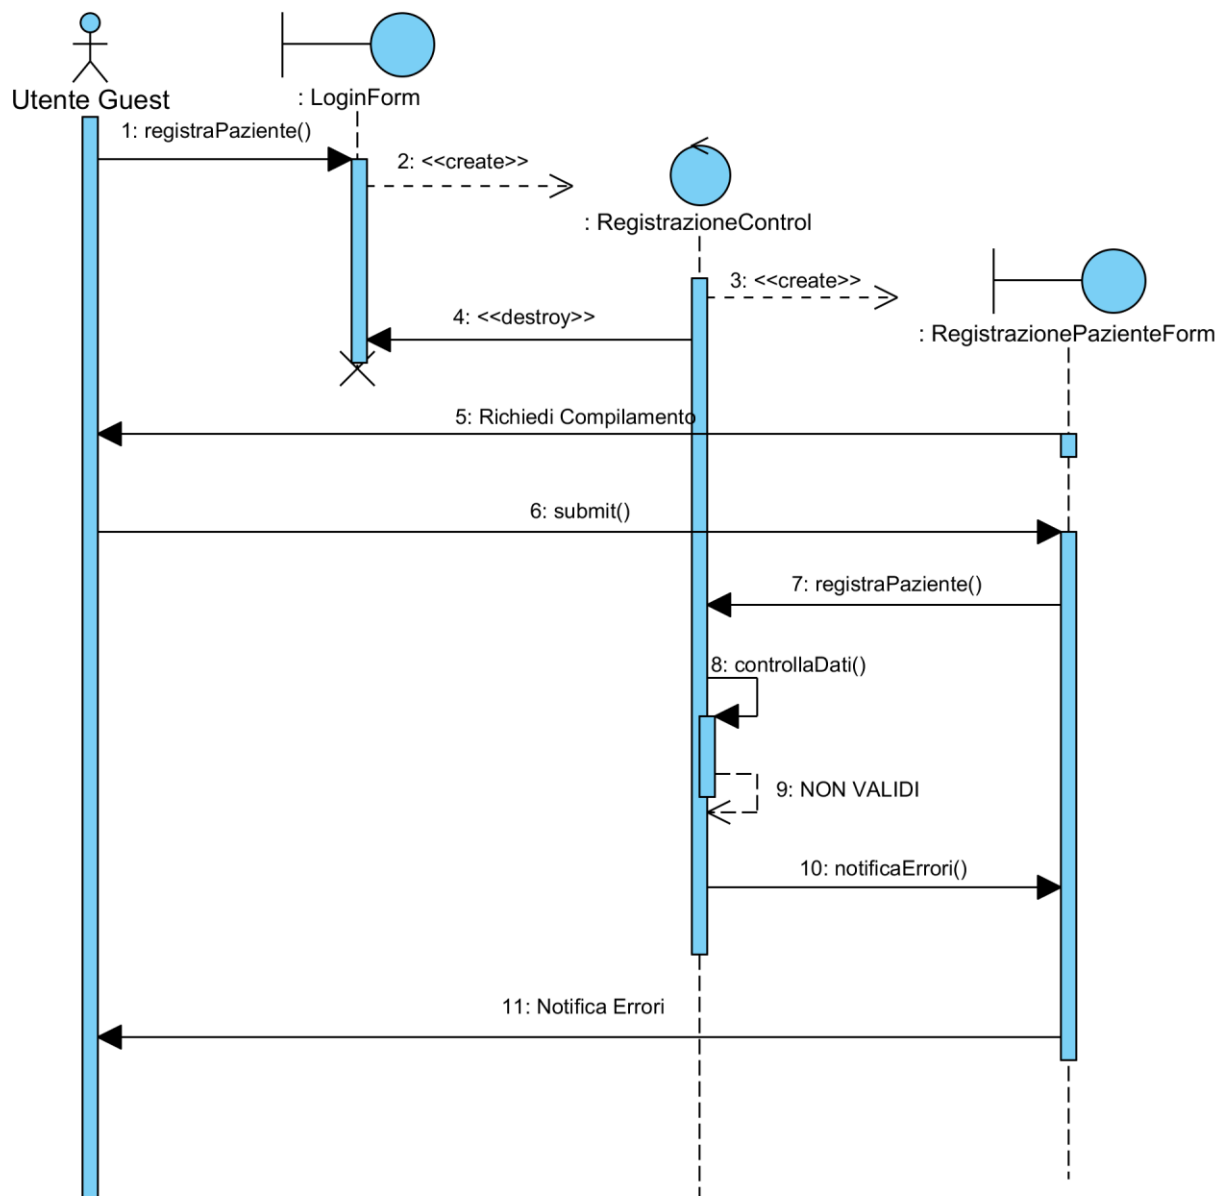 Utente Guest
: LoginForm
1: registraPaziente()
2: <<create>>
: RegistrazioneControl
3: <<create>>
4: <<destroy>>
: RegistrazionePazienteForm
5: Richiedi Compilamento
6: submit()
7: registraPaziente()
8: controllaDati()
9: NON VALIDI
10: notificaErrori()
11: Notifica Errori